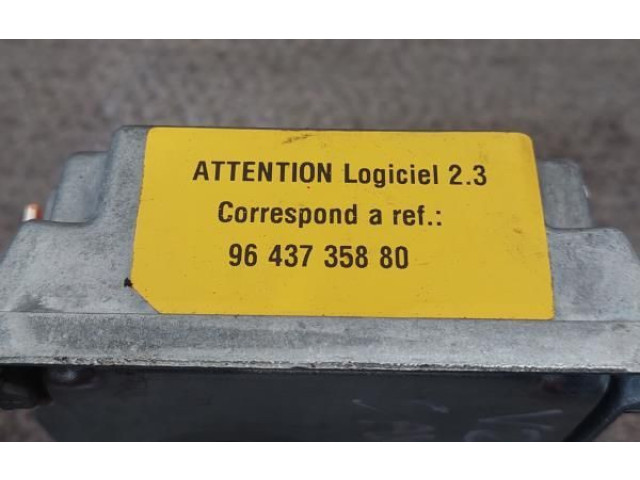 ATTENTION Logiciel 2.3
Correspond a ref.:
96 437 358 80